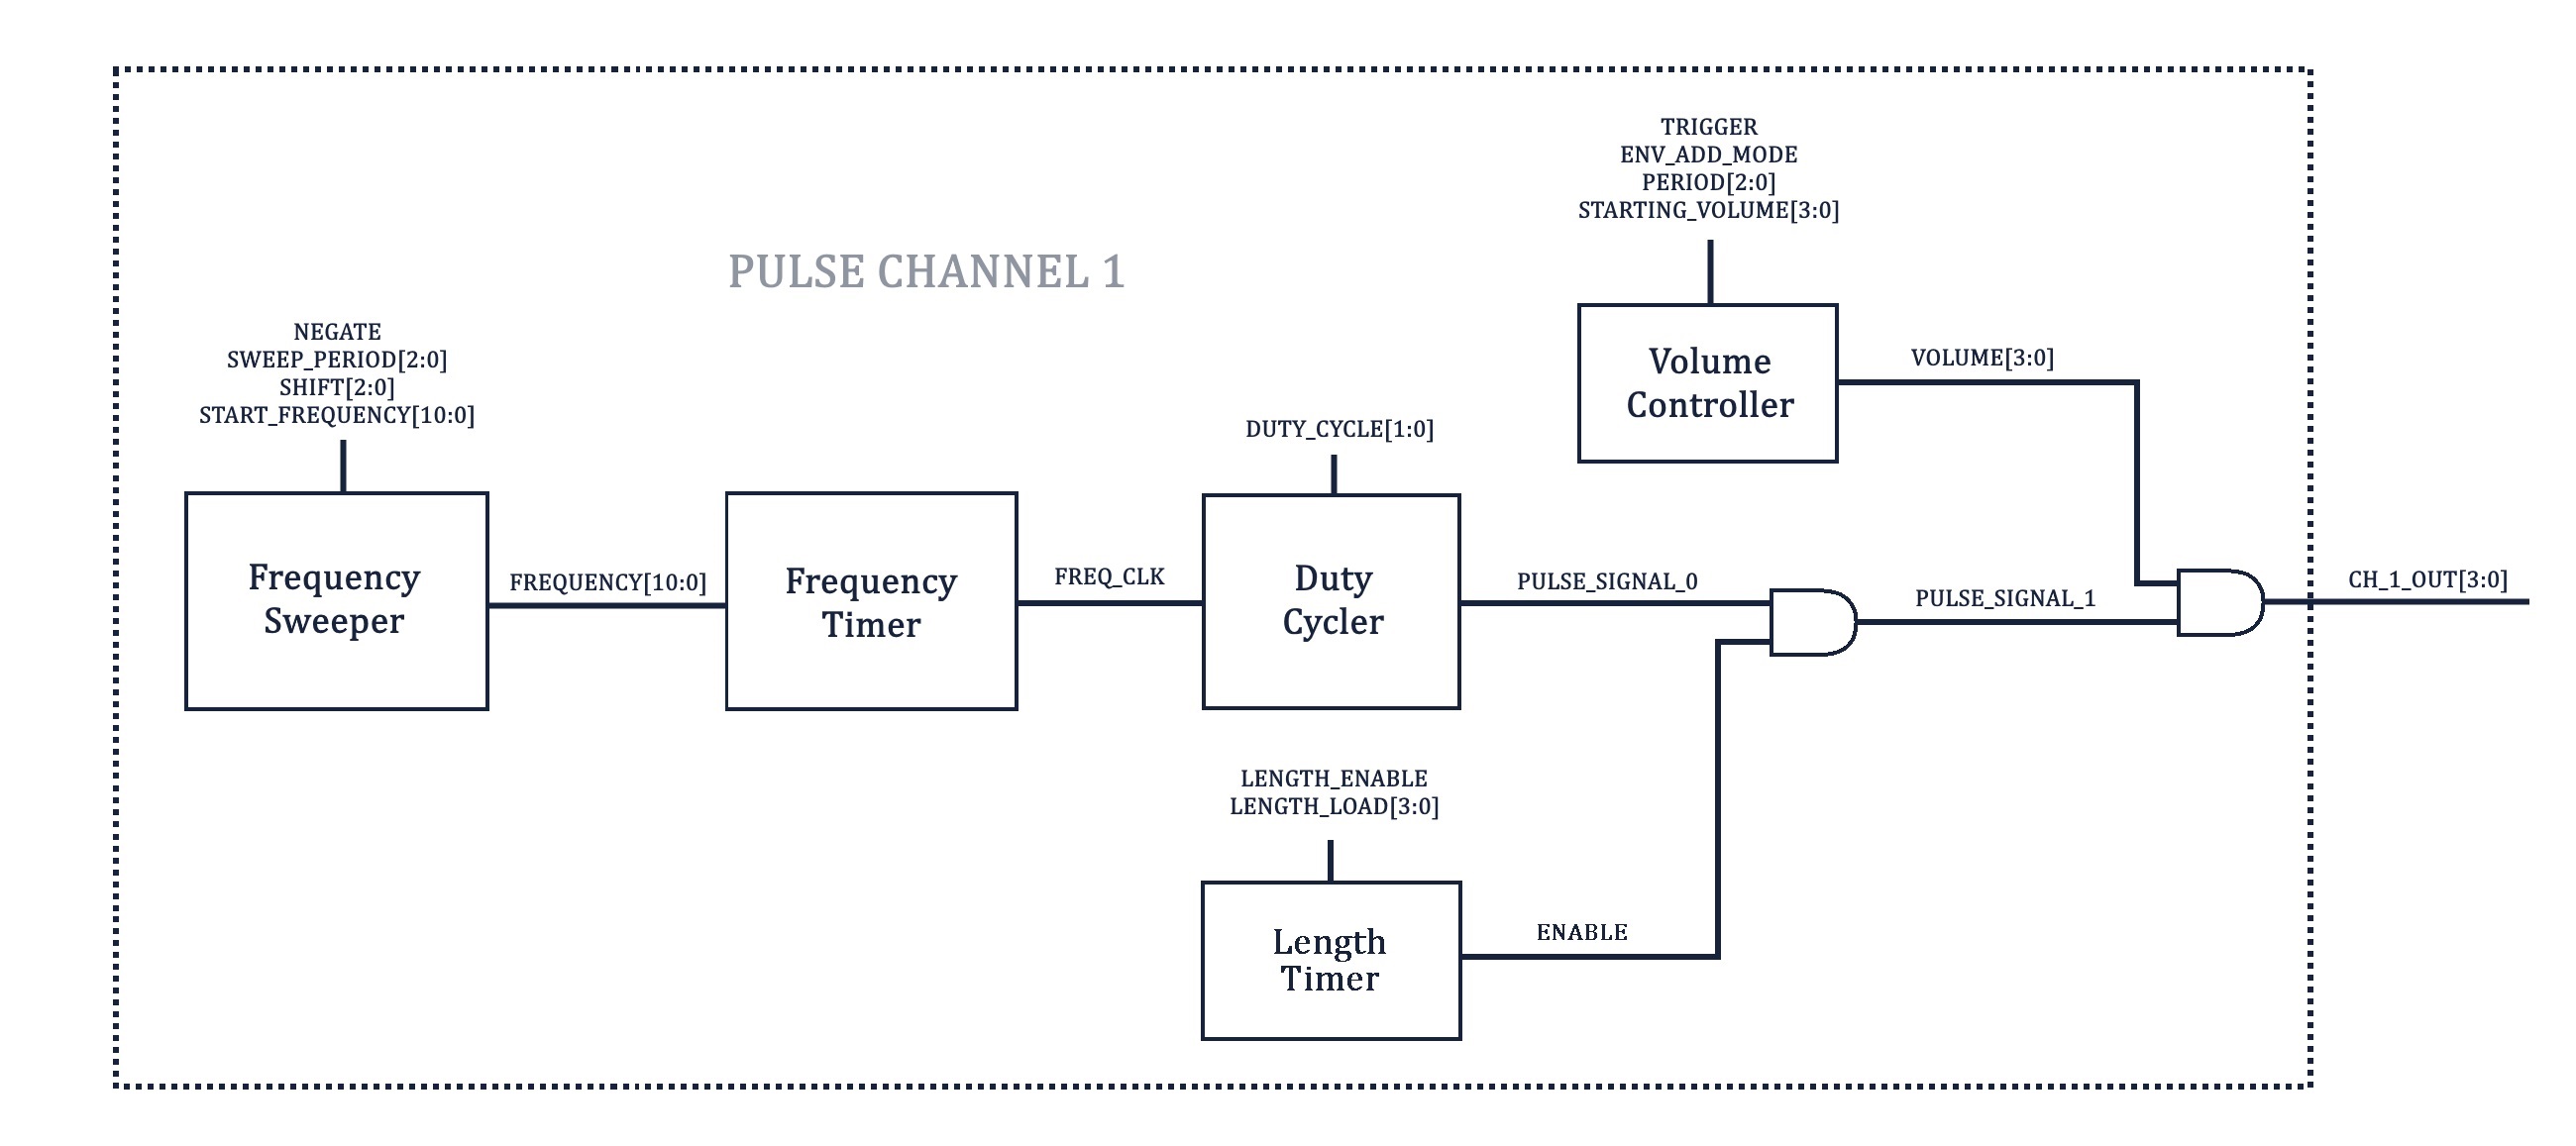 TRIGGER
ENV_ADD_MODE
PERIOD[2:0]
STARTING_VOLUME[3:0]
PULSE CHANNEL 1
NEGATE
SWEEP_PERIOD[2:0]
SHIFT[2:0]
START_FREQUENCY[10:0]
Volume
Controller
VOLUME[3:0]
DUTY_CYCLE[1:0]
Frequency
Sweeper
FREQUENCY[10:0]
Frequency
Timer
FREQ_CLK
Duty
Cycler
PULSE_SIGNAL_0
PULSE_SIGNAL_1
CH_1_OUT[3:0]
LENGTH_ENABLE
LENGTH_LOAD[3:0]
Length
Timer
ENABLE